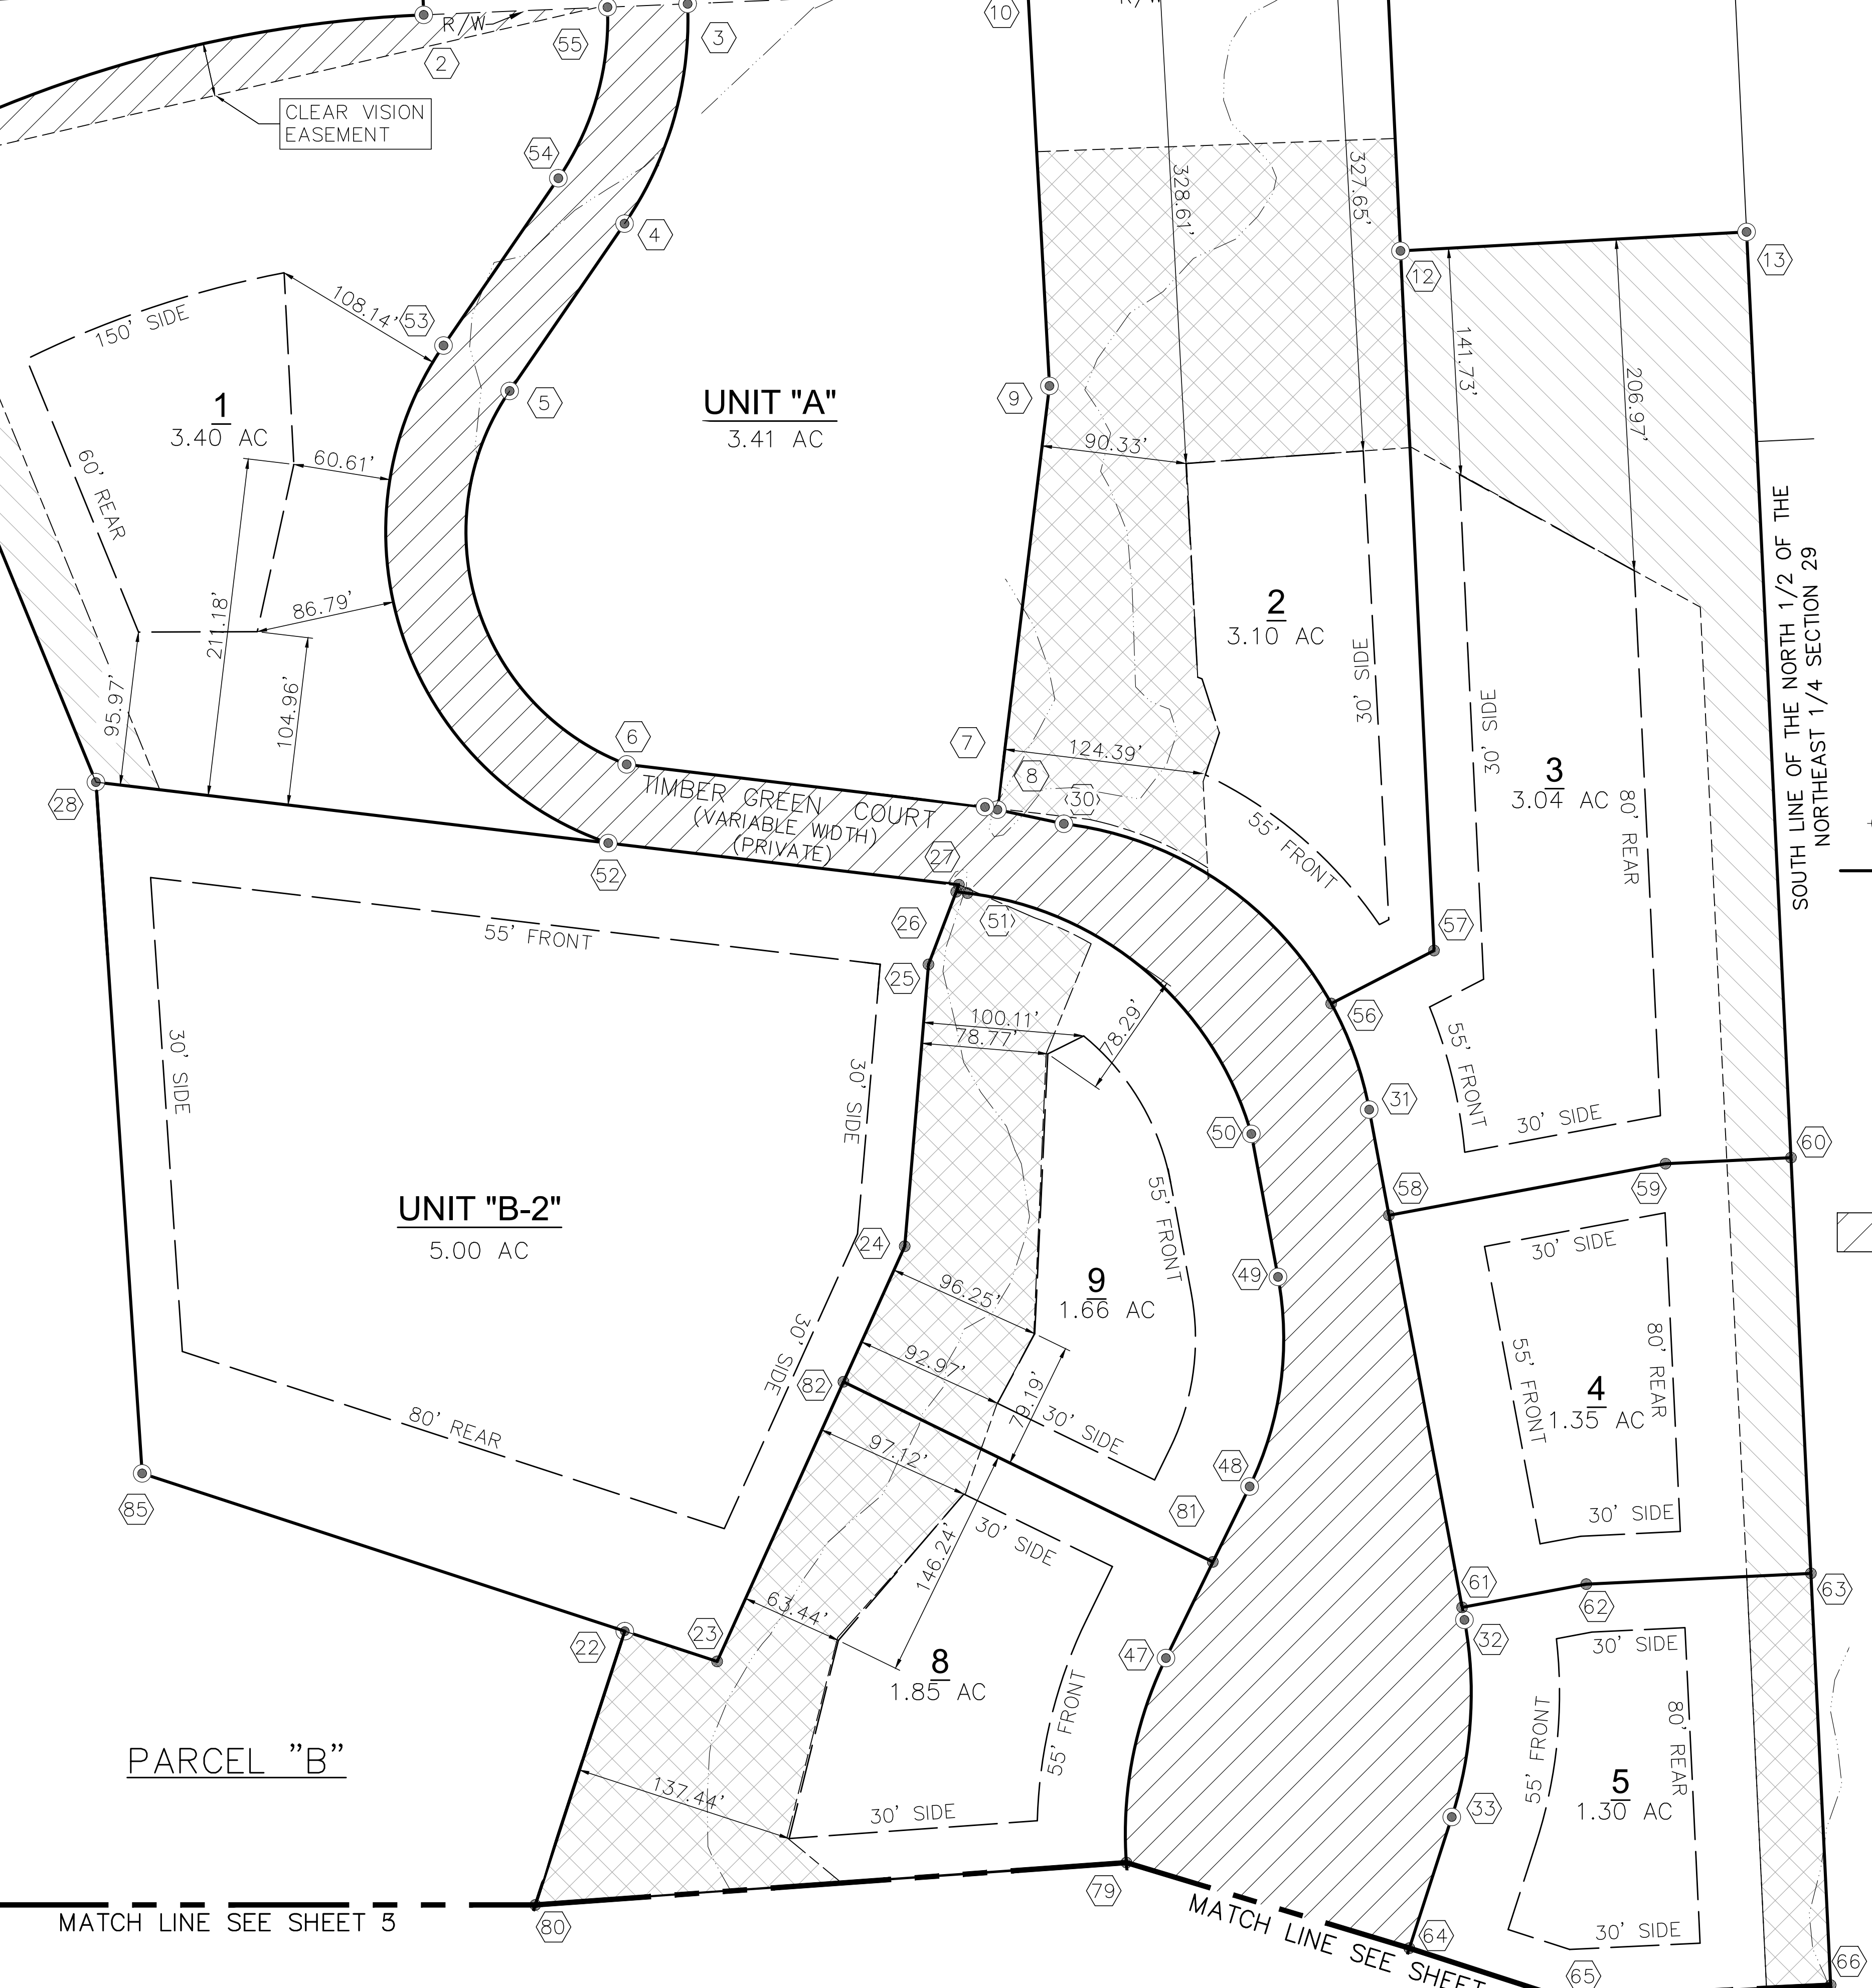 10
R/W
55
3
2
CLEAR VISION
EASEMENT
54
4
328.61'
327.65'
12
13
150' SIDE
108.14'
53
5
141.73'
206.97'
1
3.40 AC
UNIT "A"
3.41 AC
9
90.33'
60' REAR
60.61'
211.18'
86.79'
95.97'
104.96'
2
3.10 AC
30' SIDE
30' SIDE
SOUTH LINE OF THE NORTH 1/2 OF THE
NORTHEAST 1/4 SECTION 29
6
7
8
30
124.39'
3
3.04 AC
80' REAR
28
TIMBER GREEN COURT
(VARIABLE WIDTH)
(PRIVATE)
52
27
55' FRONT
26
51
57
55' FRONT
25
56
100.11'
78.77'
78.29'
55' FRONT
30' SIDE
30' SIDE
30' SIDE
31
50
60
59
58
UNIT "B-2"
5.00 AC
55' FRONT
24
30' SIDE
49
96.25'
9
1.66 AC
30' SIDE
92.97'
79.19'
55' FRONT
80' REAR
4
1.35 AC
82
30' SIDE
80' REAR
97.12'
48
85
81
30' SIDE
30' SIDE
146.24'
61
62
63
63.44'
22
23
47
32
30' SIDE
8
1.85 AC
55' FRONT
55' FRONT
80' REAR
PARCEL "B"
137.44'
30' SIDE
5
1.30 AC
33
79
80
MATCH LINE SEE SHEET 3
MATCH LINE SEE SHEET
64
30' SIDE
65
66